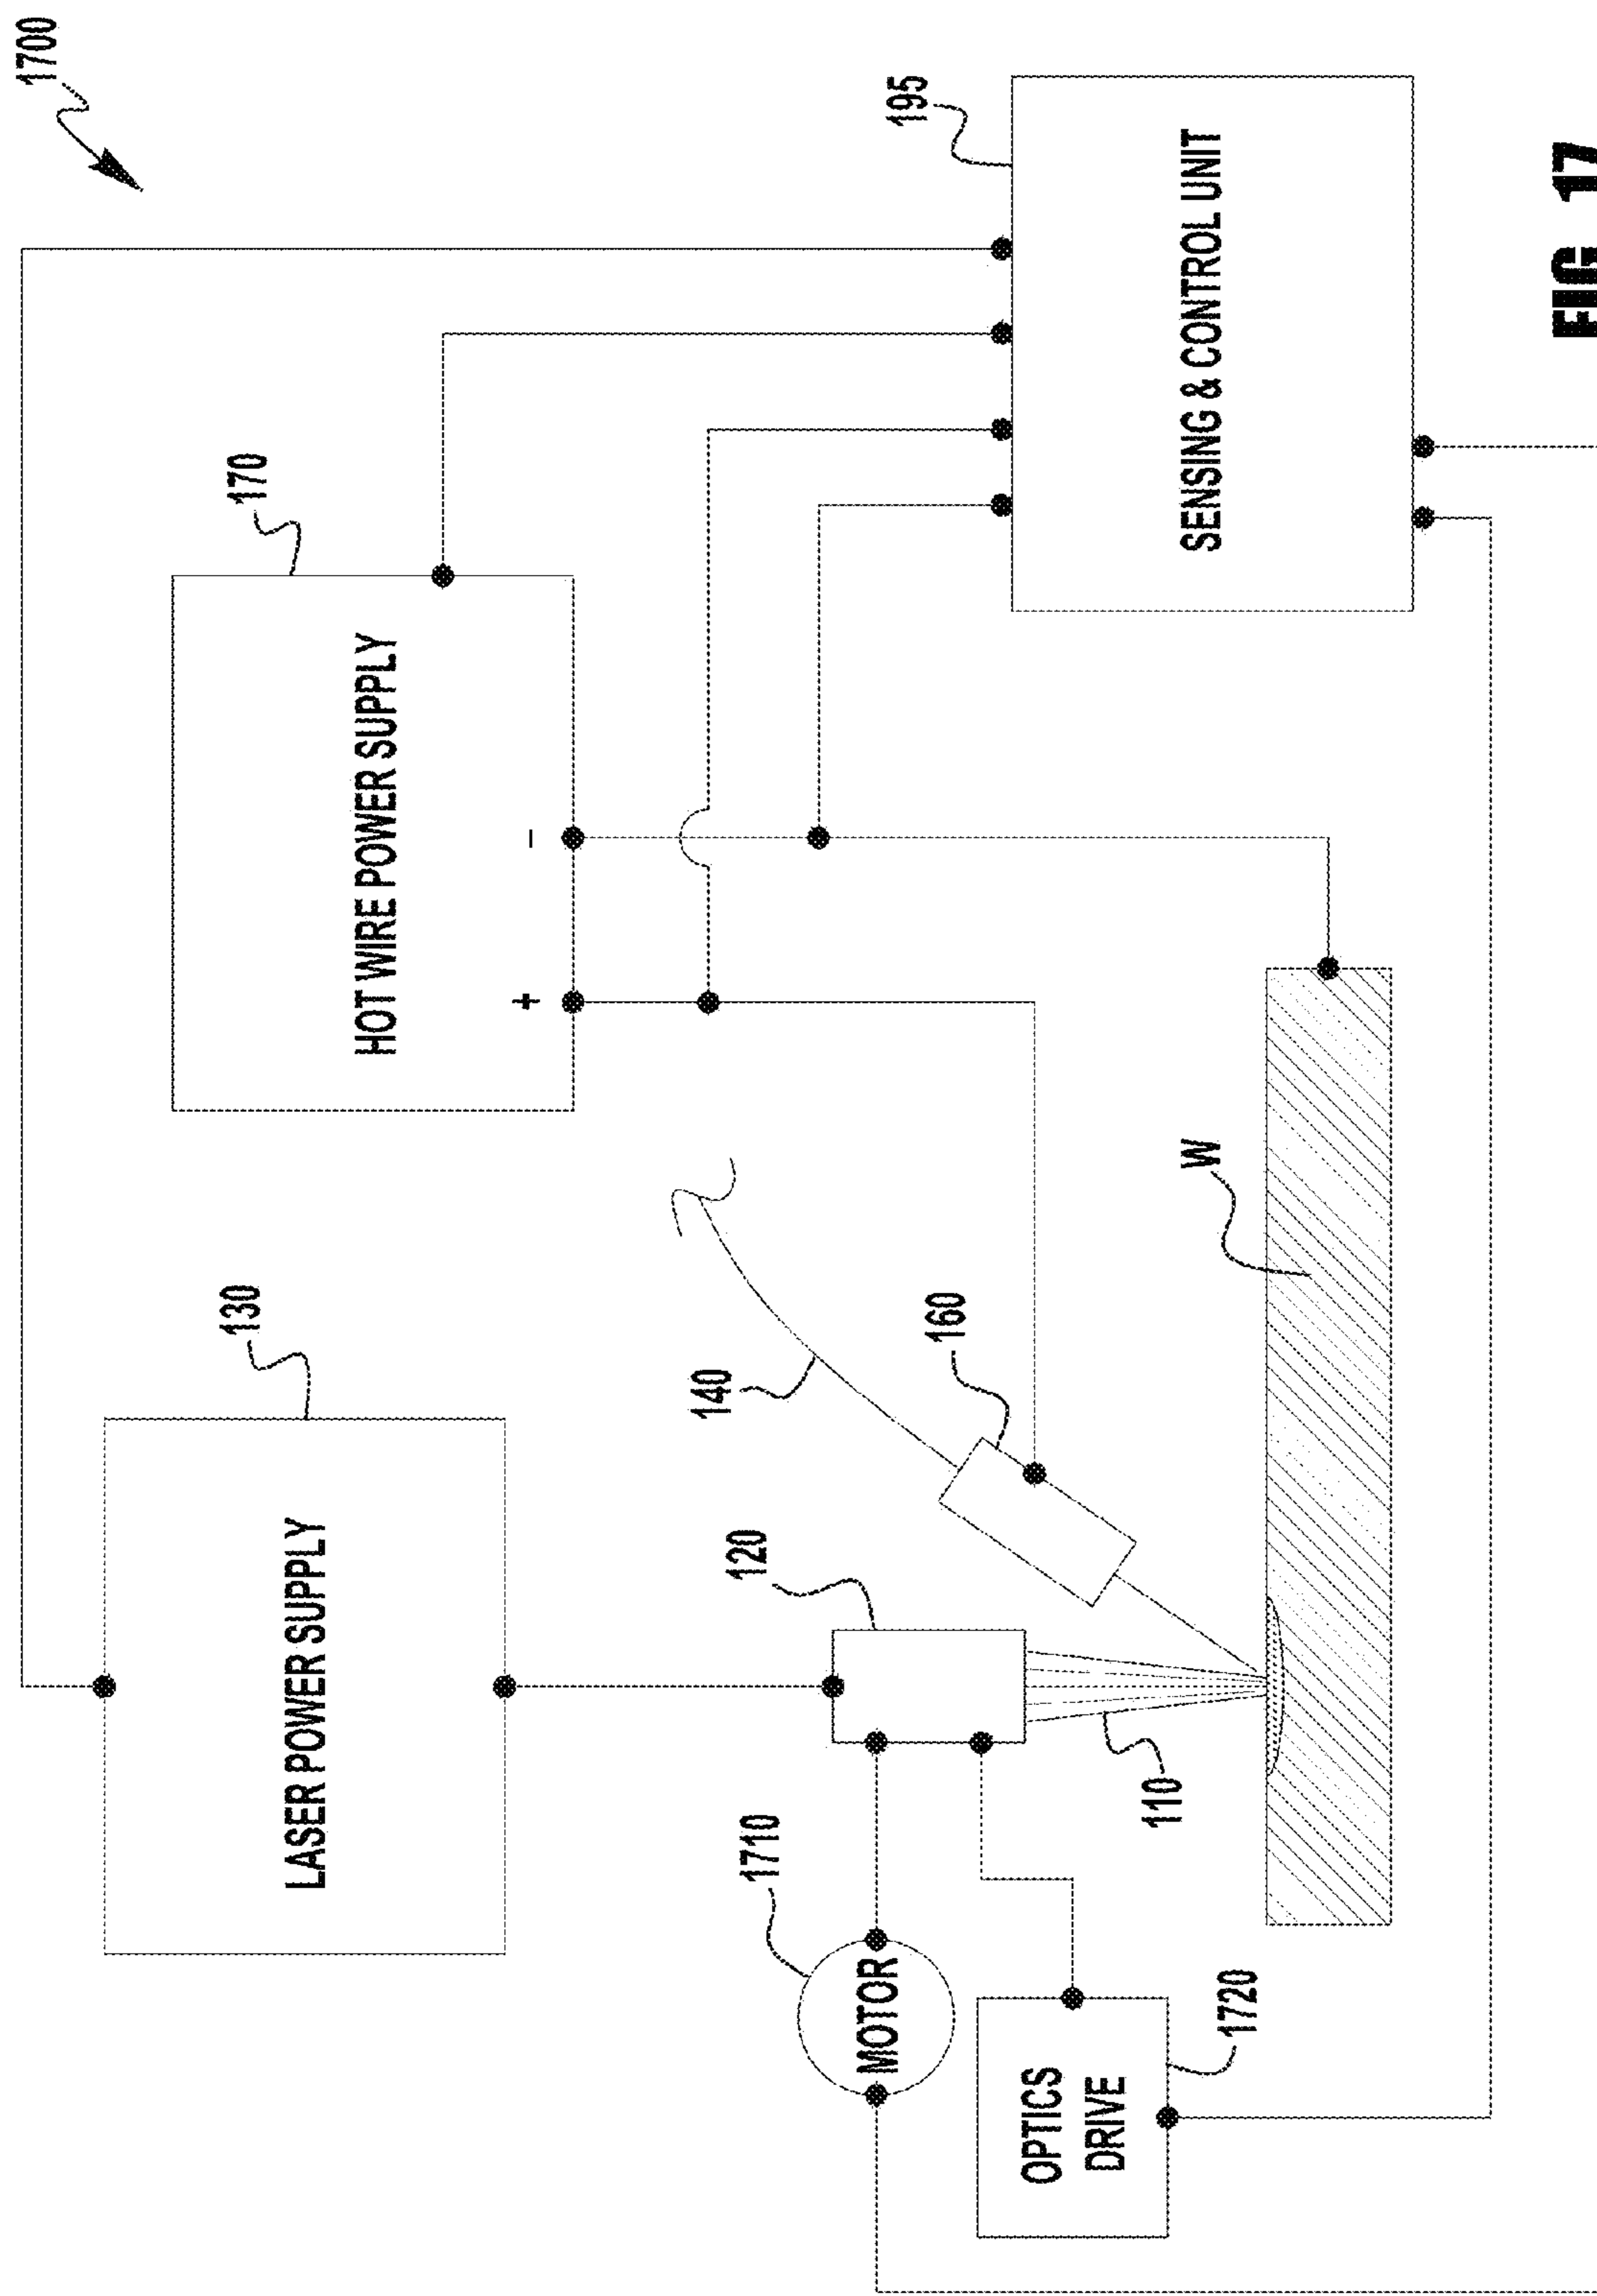 1700
130
LASER POWER SUPPLY
170
HOT WIRE POWER SUPPLY
+
–
140
120
1710
MOTOR
160
195
SENSING & CONTROL UNIT
OPTICS
DRIVE
1720
110
W
FIG. 17